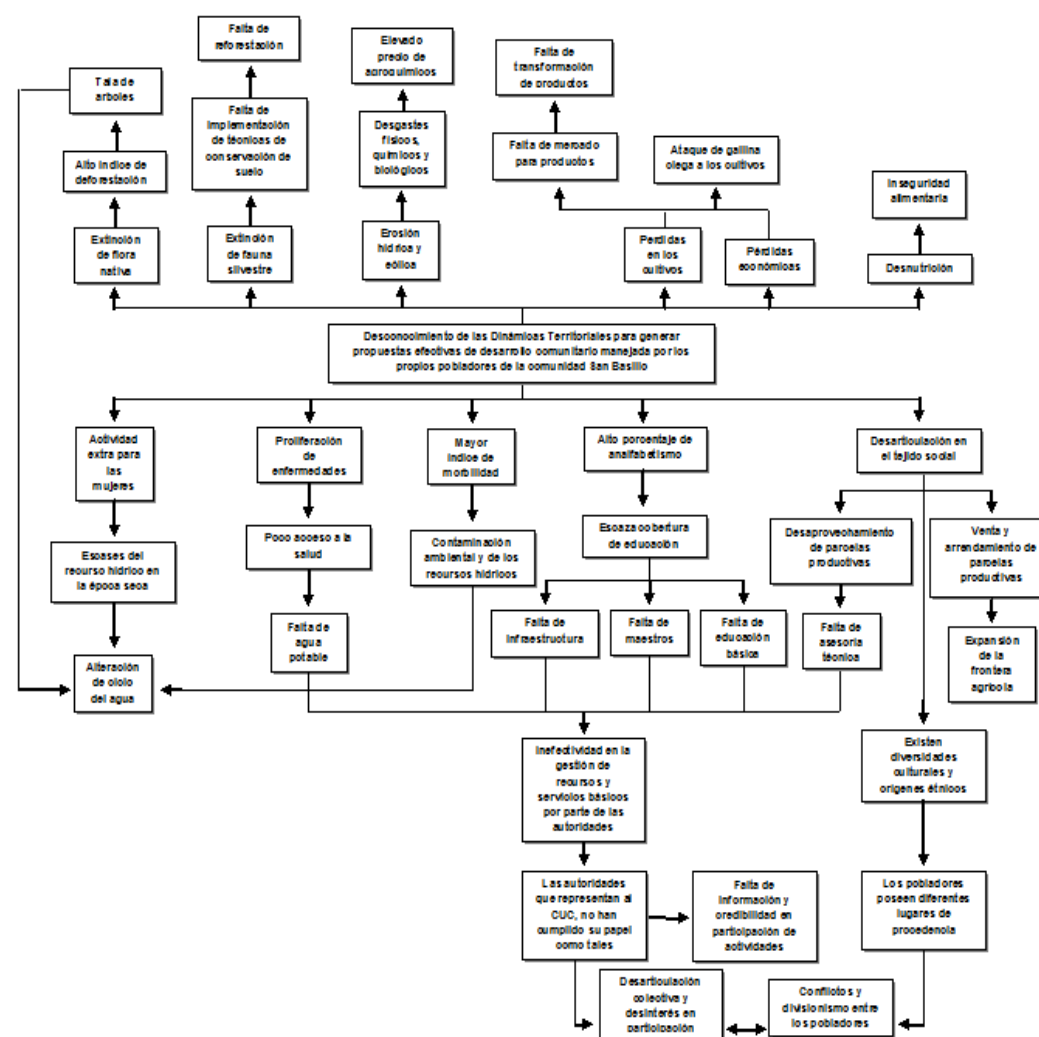 Falta de
reforestación
Elevado
precio de
agroquímicos
Falta de
transformación
de productos
Tala de
arboles
Falta de
implementación
de técnicas de
conservación de
suelo
Desgastes
físicos,
químicos y
biológicos
Falta de mercado
para productos
Ataque de gallina
ciega a los cultivos
Alto índice de
deforestación
Inseguridad
alimentaria
Extinción
de flora
nativa
Extinción
de fauna
silvestre
Erosión
hídrica y
eólica
Perdidas
en los
cultivos
Pérdidas
económicas
Desnutrición
Desconocimiento de las Dinámicas Territoriales para generar
propuestas efectivas de desarrollo comunitario manejada por los
propios pobladores de la comunidad San Basilio
Actividad
extra para
las
mujeres
Proliferación
de
enfermedades
Mayor
índice de
morbilidad
Alto porcentaje de
analfabetismo
Desarticulación en
el tejido social
Escases del
recurso hídrico en
la época seca
Poco acceso a la
salud
Contaminación
ambiental y de los
recursos hídricos
Escaza cobertura
de educación
Desaprovechamiento
de parcelas
productivas
Venta y
arrendamiento de
parcelas
productivas
Falta de
agua
potable
Falta de
infraestructura
Falta de
maestros
Falta de
educación
básica
Falta de
asesoría
técnica
Expansión
de la
frontera
agrícola
Alteración
de ciclo
del agua
Inefectividad en la
gestión de
recursos y
servicios básicos
por parte de las
autoridades
Existen
diversidades
culturales y
orígenes étnicos
Las autoridades
que representan al
CUC, no han
cumplido su papel
como tales
Falta de
información y
credibilidad en
participación de
actividades
Los pobladores
poseen diferentes
lugares de
procedencia
Desarticulación
colectiva y
desinterés en
participación
Conflictos y
divisionismo entre
los pobladores